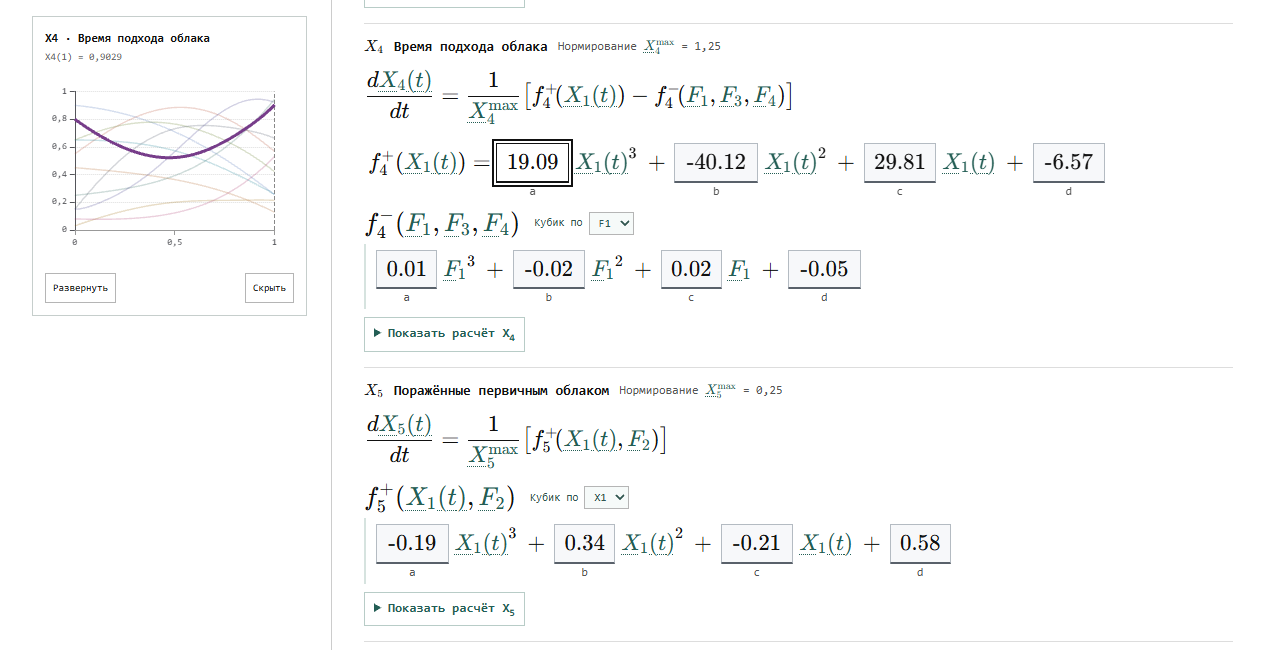 X4 · Время подхода облака
X4(1) = 0,9029
1
0,8
0,6
0,4
0,2
0
0 0,5 1
Развернуть Скрыть
X₄ Время подхода облака Нормирование X₄ᵐᵃˣ = 1,25
dX₄(t)/dt = 1/X₄ᵐᵃˣ [f₄⁺(X₁(t)) − f₄⁻(F₁, F₃, F₄)]
f₄⁺(X₁(t)) = 19.09 X₁(t)³ + -40.12 X₁(t)² + 29.81 X₁(t) + -6.57
a b c d
f₄⁻(F₁, F₃, F₄) Кубик по F1
0.01 F₁³ + -0.02 F₁² + 0.02 F₁ + -0.05
a b c d
▶ Показать расчёт X₄
X₅ Поражённые первичным облаком Нормирование X₅ᵐᵃˣ = 0,25
dX₅(t)/dt = 1/X₅ᵐᵃˣ [f₅⁺(X₁(t), F₂)]
f₅⁺(X₁(t), F₂) Кубик по X1
-0.19 X₁(t)³ + 0.34 X₁(t)² + -0.21 X₁(t) + 0.58
a b c d
▶ Показать расчёт X₅